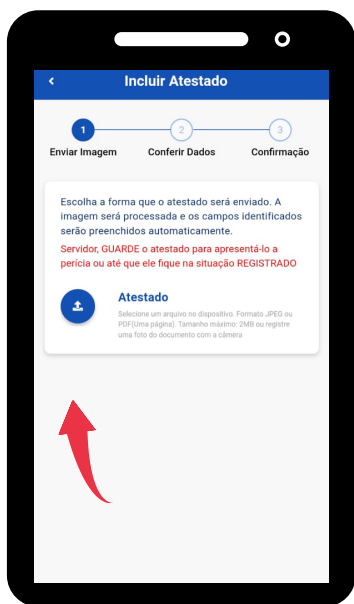 Incluir Atestado
1
2
3
Enviar Imagem
Conferir Dados
Confirmação
Escolha a forma que o atestado será enviado. A
imagem será processada e os campos identificados
serão preenchidos automaticamente.
Servidor, GUARDE o atestado para apresentá-lo a
perícia ou até que ele fique na situação REGISTRADO
Atestado
Selecione um arquivo no dispositivo. Formato JPEG ou
PDF(Uma página). Tamanho máximo: 2MB ou registre
uma foto do documento com a câmera